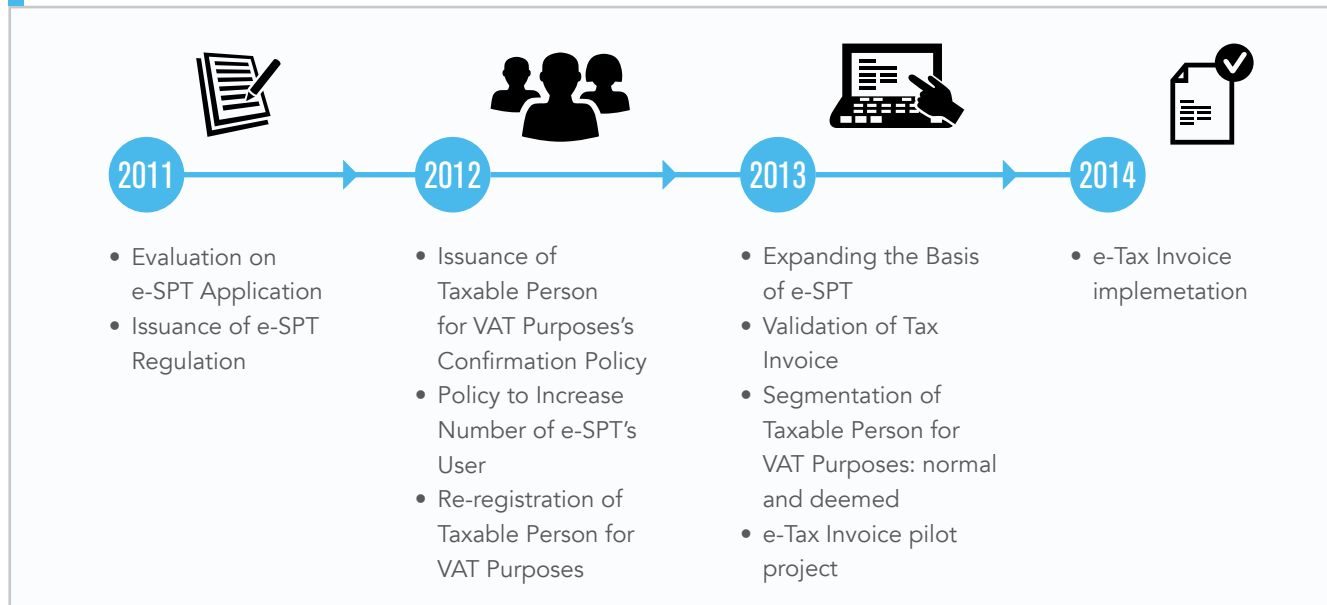 2011
2012
2013
2014
• Evaluation on
e-SPT Application
• Issuance of e-SPT
Regulation
• Issuance of
Taxable Person
for VAT Purposes’s
Confirmation Policy
• Policy to Increase
Number of e-SPT’s
User
• Re-registration of
Taxable Person for
VAT Purposes
• Expanding the Basis
of e-SPT
• Validation of Tax
Invoice
• Segmentation of
Taxable Person for
VAT Purposes: normal
and deemed
• e-Tax Invoice pilot
project
• e-Tax Invoice
implemetation